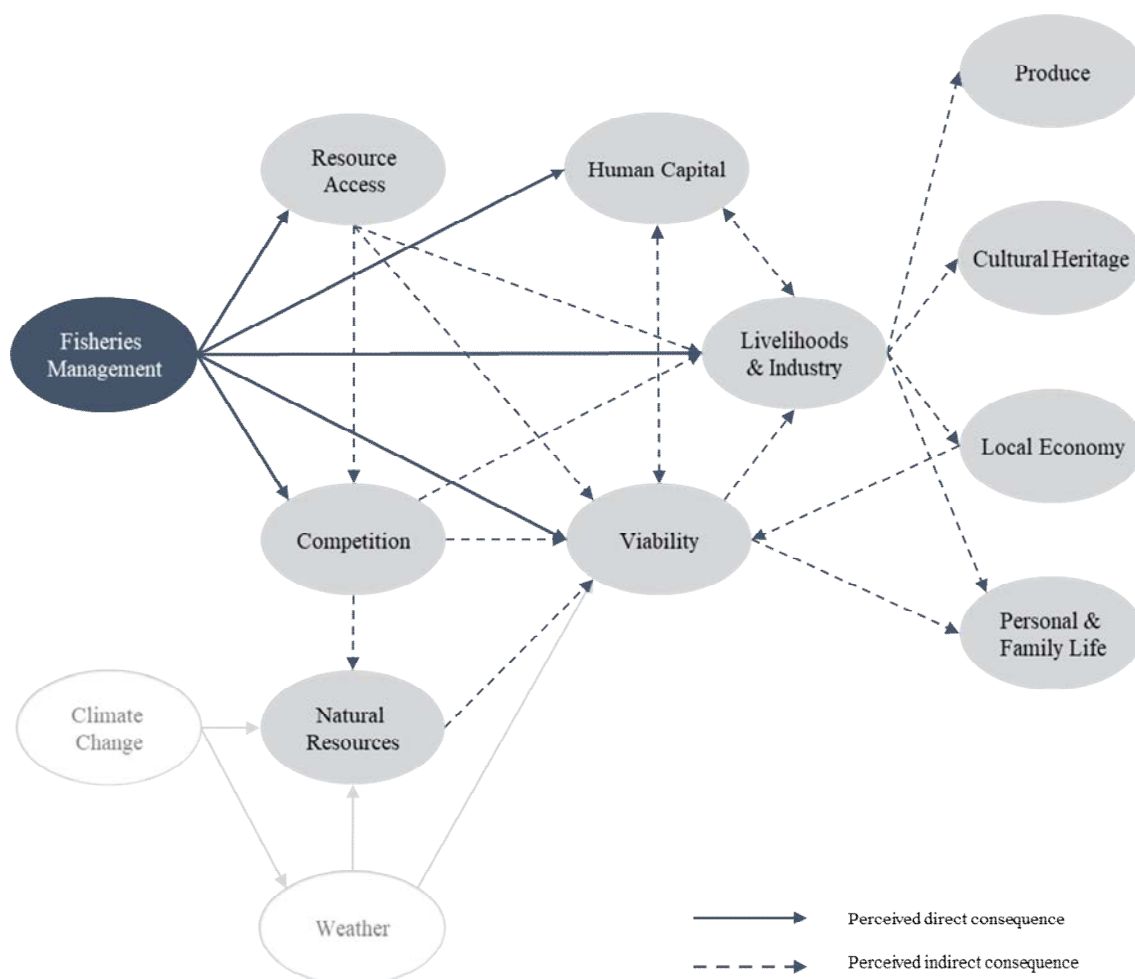 Produce
Resource
Access
Human Capital
Cultural Heritage
Fisheries
Management
Livelihoods
& Industry
Local Economy
Competition
Viability
Personal &
Family Life
Climate
Change
Natural
Resources
Weather
Perceived direct consequence
Perceived indirect consequence